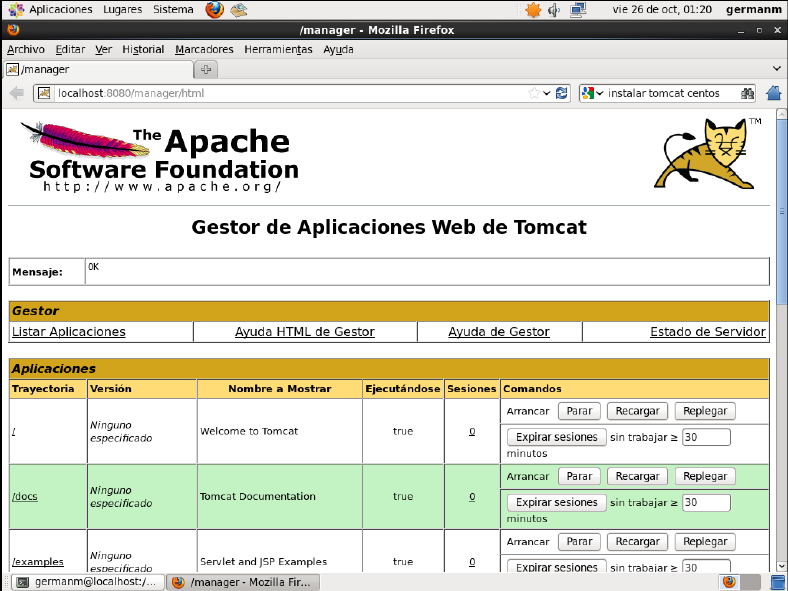 Aplicaciones Lugares Sistema vie 26 de oct, 01:20 germanm
/manager - Mozilla Firefox
Archivo Editar Ver Historial Marcadores Herramientas Ayuda
/manager
localhost:8080/manager/html instalar tomcat centos
The Apache
Software Foundation
http://www.apache.org/
TM
Gestor de Aplicaciones Web de Tomcat
Mensaje: OK
Gestor
Listar Aplicaciones Ayuda HTML de Gestor Ayuda de Gestor Estado de Servidor
Aplicaciones
Trayectoria Versión Nombre a Mostrar Ejecutándose Sesiones Comandos
/ Ninguno especificado Welcome to Tomcat true 0 Arrancar Parar Recargar Replegar
Expirar sesiones sin trabajar ≥ 30
minutos
/docs Ninguno especificado Tomcat Documentation true 0 Arrancar Parar Recargar Replegar
Expirar sesiones sin trabajar ≥ 30
minutos
/examples Ninguno especificado Servlet and JSP Examples true 0 Arrancar Parar Recargar Replegar
Expirar sesiones sin trabajar ≥ 30
germanm@localhost:/... /manager - Mozilla Fir...